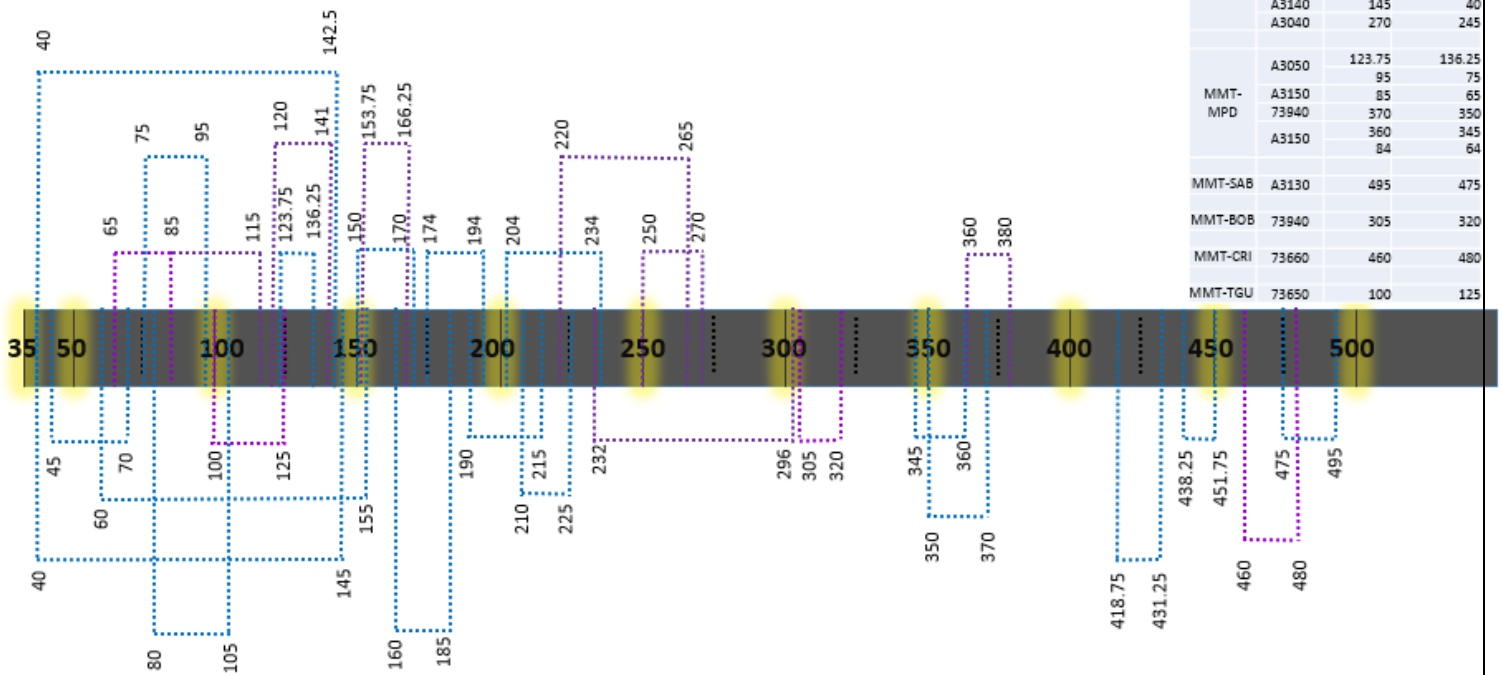 A3140 145 40
A3040 270 245
A3050 123.75 136.25
95 75
MMT-MPD A3150 85 65
73940 370 350
A3150 360 345
84 64
MMT-SAB A3130 495 475
MMT-BOB 73940 305 320
MMT-CRI 73660 460 480
MMT-TGU 73650 100 125
40 142.5
75 95 120 141 153.75 166.25 220 265
65 85 115 123.75 136.25 150 170 174 194 204 234 250 270 360 380
35 50 100 150 200 250 300 350 400 450 500
45 70 100 125 190 215 232 296 305 320 345 360 438.25 451.75 475 495
60 155 210 225 350 370
40 145 418.75 431.25 460 480
80 105 160 185